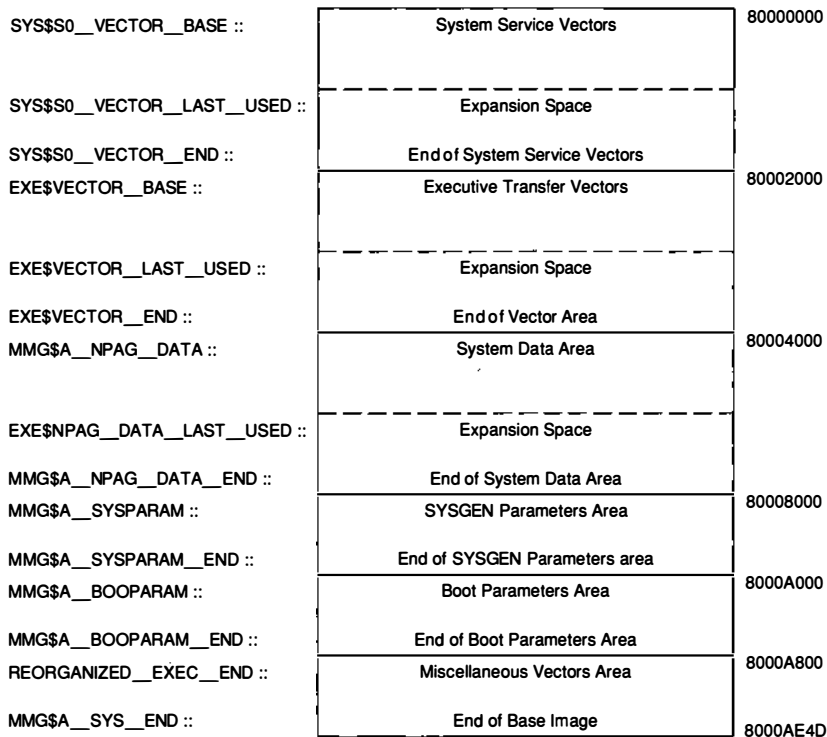 SYS$S0__VECTOR__BASE :: System Service Vectors 80000000
SYS$S0__VECTOR__LAST__USED :: Expansion Space
SYS$S0__VECTOR__END :: End of System Service Vectors
EXE$VECTOR__BASE :: Executive Transfer Vectors 80002000
EXE$VECTOR__LAST__USED :: Expansion Space
EXE$VECTOR__END :: End of Vector Area
MMG$A__NPAG__DATA :: System Data Area 80004000
EXE$NPAG__DATA__LAST__USED :: Expansion Space
MMG$A__NPAG__DATA__END :: End of System Data Area
MMG$A__SYSPARAM :: SYSGEN Parameters Area 80008000
MMG$A__SYSPARAM__END :: End of SYSGEN Parameters area
MMG$A__BOOPARAM :: Boot Parameters Area 8000A000
MMG$A__BOOPARAM__END :: End of Boot Parameters Area
REORGANIZED__EXEC__END :: Miscellaneous Vectors Area 8000A800
MMG$A__SYS__END :: End of Base Image 8000AE4D